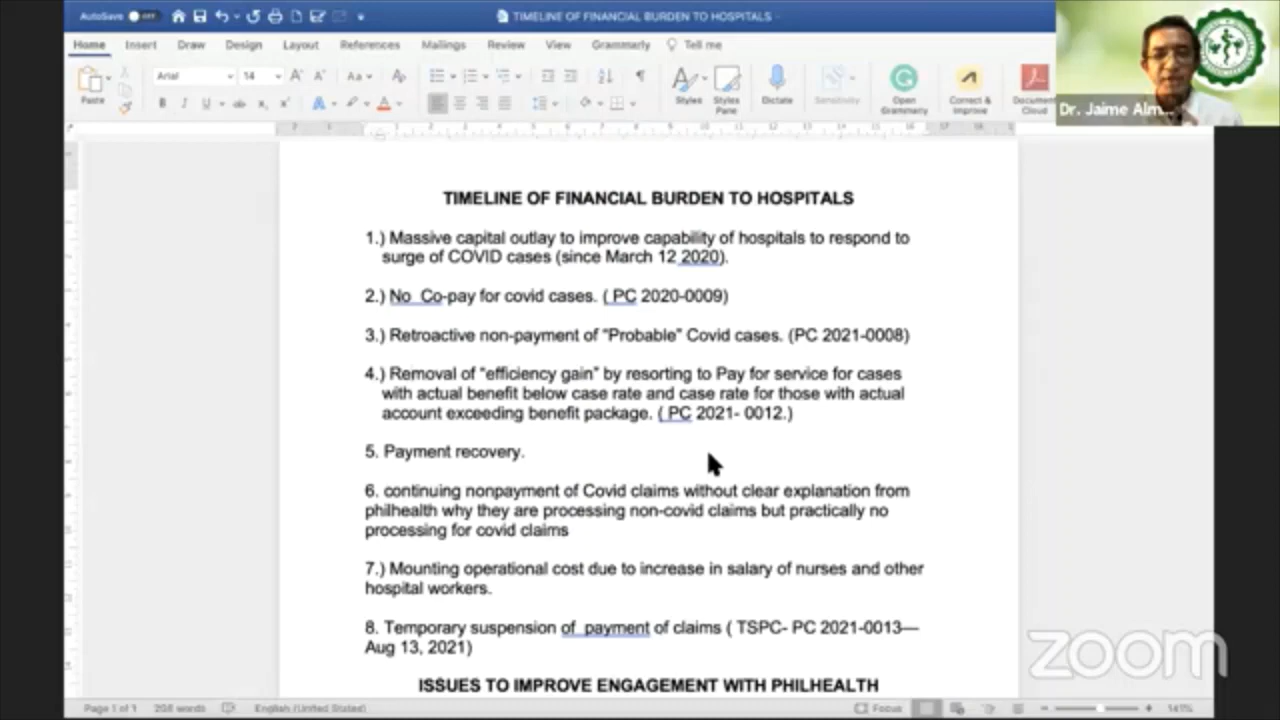 AutoSave OFF
TIMELINE OF FINANCIAL BURDEN TO HOSPITALS
Home Insert Draw Design Layout References Mailings Review View Grammarly Tell me
Arial 14
Paste
Styles
Styles Pane
Dictate
Sensitivity
Open Grammarly
Correct & Improve
Document Cloud
Dr. Jaime
TIMELINE OF FINANCIAL BURDEN TO HOSPITALS
1.) Massive capital outlay to improve capability of hospitals to respond to
surge of COVID cases (since March 12 2020).
2.) No Co-pay for covid cases. ( PC 2020-0009)
3.) Retroactive non-payment of “Probable” Covid cases. (PC 2021-0008)
4.) Removal of “efficiency gain” by resorting to Pay for service for cases
with actual benefit below case rate and case rate for those with actual
account exceeding benefit package. ( PC 2021- 0012.)
5. Payment recovery.
6. continuing nonpayment of Covid claims without clear explanation from
philhealth why they are processing non-covid claims but practically no
processing for covid claims
7.) Mounting operational cost due to increase in salary of nurses and other
hospital workers.
8. Temporary suspension of payment of claims ( TSPC- PC 2021-0013—
Aug 13, 2021)
ISSUES TO IMPROVE ENGAGEMENT WITH PHILHEALTH
zoom
Page 1 of 1 208 words English (United States) Focus 141%